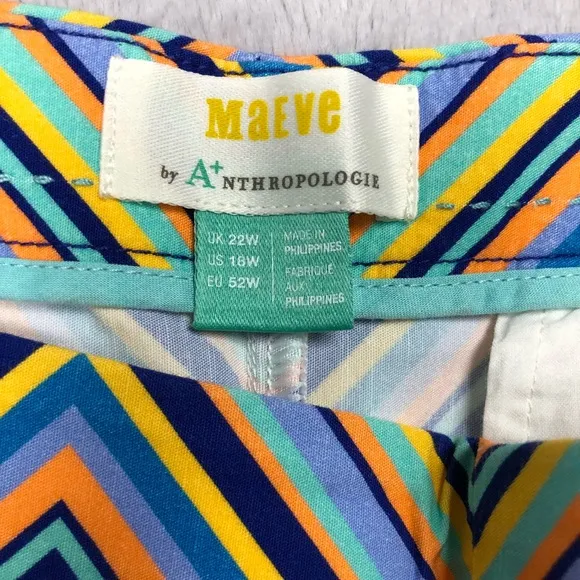 MaEVe
by A+NTHROPOLOGIE
UK 22W
US 18W
EU 52W
MADE IN
PHILIPPINES
FABRIQUÉ
AUX
PHILIPPINES